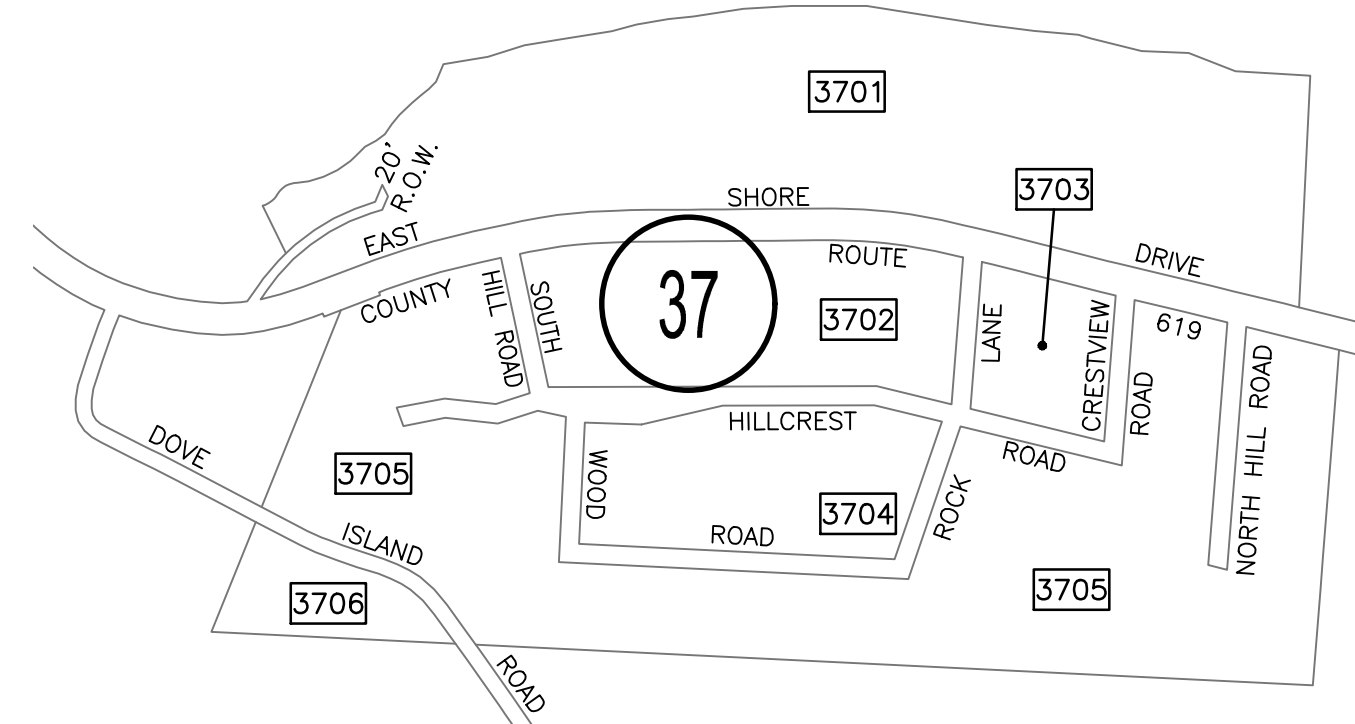 3701
20'
R.O.W.
3703
SHORE
EAST
ROUTE
DRIVE
COUNTY
HILL ROAD
SOUTH
37
3702
LANE
CRESTVIEW
619
ROAD
NORTH HILL ROAD
HILLCREST
ROAD
DOVE
3705
WOOD
3704
ROCK
ROAD
ISLAND
3706
3705
ROAD